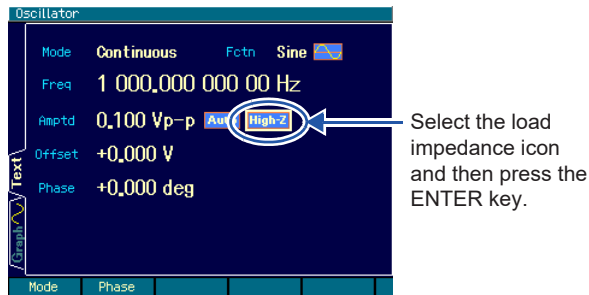 Oscillator
Mode Continuous Fctn Sine
Freq 1 000.000 000 00 Hz
Amptd 0.100 Vp-p Auto High-Z
Offset +0.000 V
Phase +0.000 deg
Text
Graph
Mode Phase
Select the load
impedance icon
and then press the
ENTER key.